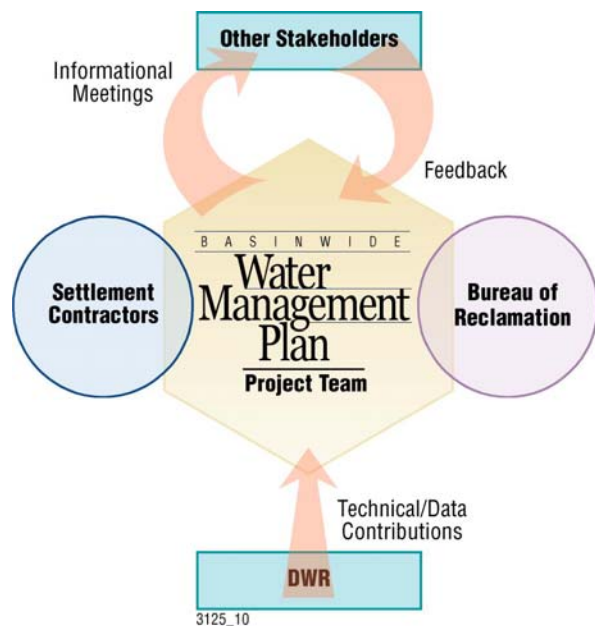 Other Stakeholders
Informational
Meetings
Feedback
BASINWIDE
Water
Management
Plan
Project Team
Settlement
Contractors
Bureau of
Reclamation
Technical/Data
Contributions
DWR
3125_10